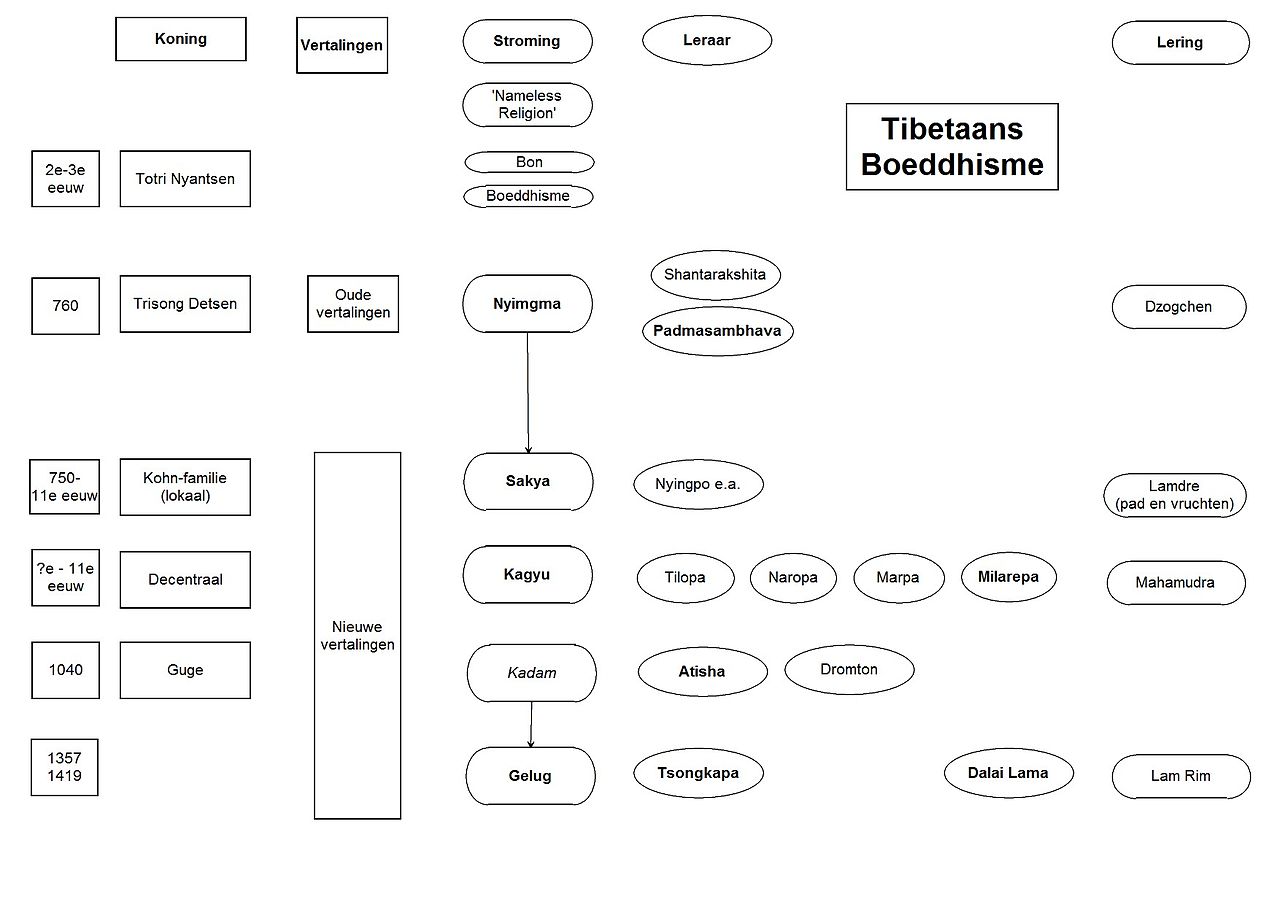 Koning
Vertalingen
Stroming
Leraar
Lering
'Nameless
Religion'
Tibetaans
Boeddhisme
2e-3e
eeuw
Totri Nyantsen
Bon
Boeddhisme
760
Trisong Detsen
Oude
vertalingen
Nyimgma
Shantarakshita
Padmasambhava
Dzogchen
750-
11e eeuw
Kohn-familie
(lokaal)
Sakya
Nyingpo e.a.
Lamdre
(pad en vruchten)
?e - 11e
eeuw
Decentraal
Kagyu
Tilopa
Naropa
Marpa
Milarepa
Mahamudra
Nieuwe
vertalingen
1040
Guge
Kadam
Atisha
Dromton
1357
1419
Gelug
Tsongkapa
Dalai Lama
Lam Rim